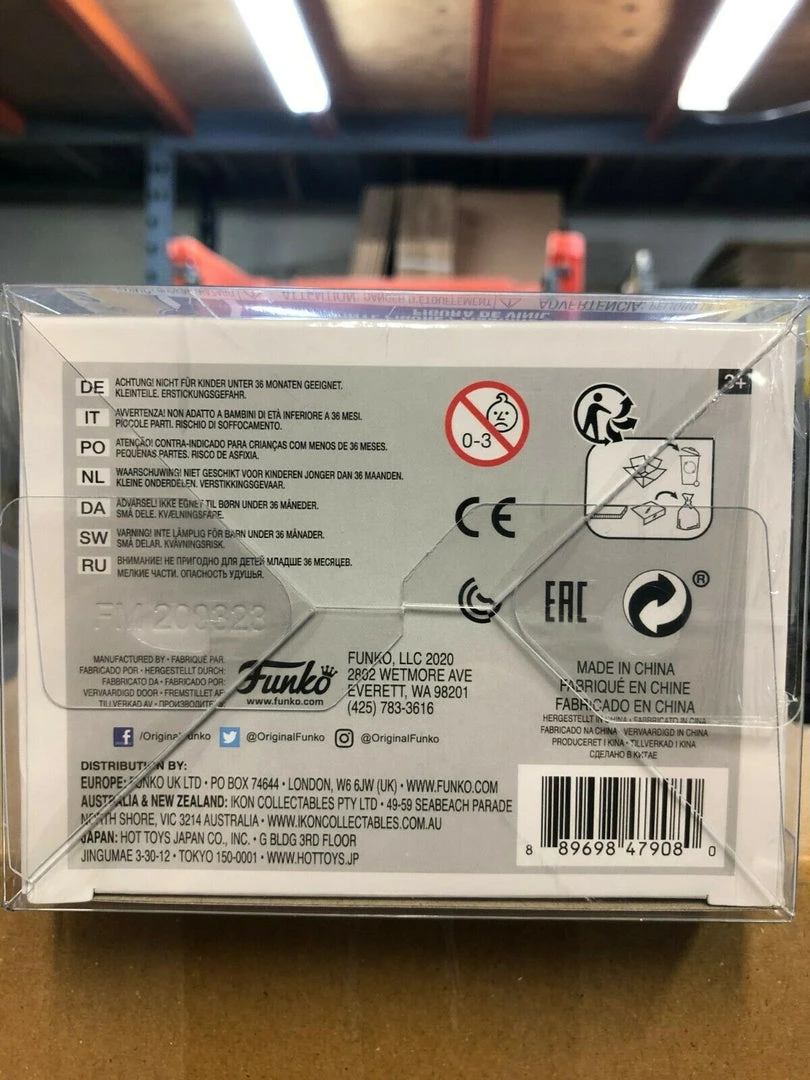 ATTENTION: DANGER D'ÉTOUFFEMENT
ADVERTENCIA:
FIGURA DE VINIL
DE ACHTUNG! NICHT FÜR KINDER UNTER 36 MONATEN GEEIGNET.
KLEINTEILE. ERSTICKUNGSGEFAHR.
IT AVVERTENZA! NON ADATTO A BAMBINI DI ETÀ INFERIORE A 36 MESI.
PICCOLE PARTI. RISCHIO DI SOFFOCAMENTO.
PO ATENÇÃO! CONTRA-INDICADO PARA CRIANÇAS COM MENOS DE 36 MESES.
PEQUENAS PARTES. RISCO DE ASFIXIA.
NL WAARSCHUWING! NIET GESCHIKT VOOR KINDEREN JONGER DAN 36 MAANDEN.
KLEINE ONDERDELEN. VERSTIKKINGSGEVAAR.
DA ADVARSEL! IKKE EGNET TIL BØRN UNDER 36 MÅNEDER.
SMÅ DELE. KVÆLNINGSFARE.
SW VARNING! INTE LÄMPLIG FÖR BARN UNDER 36 MÅNADER.
SMÅ DELAR. KVÄVNINGSRISK.
RU ВНИМАНИЕ! НЕ ПРИГОДНО ДЛЯ ДЕТЕЙ МЛАДШЕ 36 МЕСЯЦЕВ.
МЕЛКИЕ ЧАСТИ. ОПАСНОСТЬ УДУШЬЯ.
0-3
3+
CE
EAC
®
MANUFACTURED BY • FABRIQUÉ PAR
FABRICADO POR • HERGESTELLT DURCH:
FABBRICATO DA • FABRICADO POR:
VERVAARDIGD DOOR • FREMSTILLET AF
TILLVERKAD AV • ПРОИЗВОДИТЕЛЬ
Funko
www.funko.com
FUNKO, LLC 2020
2802 WETMORE AVE
EVERETT, WA 98201
(425) 783-3616
MADE IN CHINA
FABRIQUÉ EN CHINE
FABRICADO EN CHINA
HERGESTELLT IN CHINA • FABBRICATO IN CINA
FABRICADO NA CHINA • VERVAARDIGD IN CHINA
PRODUCERET I KINA • TILLVERKAD I KINA
СДЕЛАНО В КИТАЕ
/OriginalFunko @OriginalFunko @OriginalFunko
DISTRIBUTION BY:
EUROPE: FUNKO UK LTD • PO BOX 74644 • LONDON, W6 6JW (UK) • WWW.FUNKO.COM
AUSTRALIA & NEW ZEALAND: IKON COLLECTABLES PTY LTD • 49-59 SEABEACH PARADE
NORTH SHORE, VIC 3214 AUSTRALIA • WWW.IKONCOLLECTABLES.COM.AU
JAPAN: HOT TOYS JAPAN CO., INC. • G BLDG 3RD FLOOR
JINGUMAE 3-30-12 • TOKYO 150-0001 • WWW.HOTTOYS.JP
8 89698 47908 0